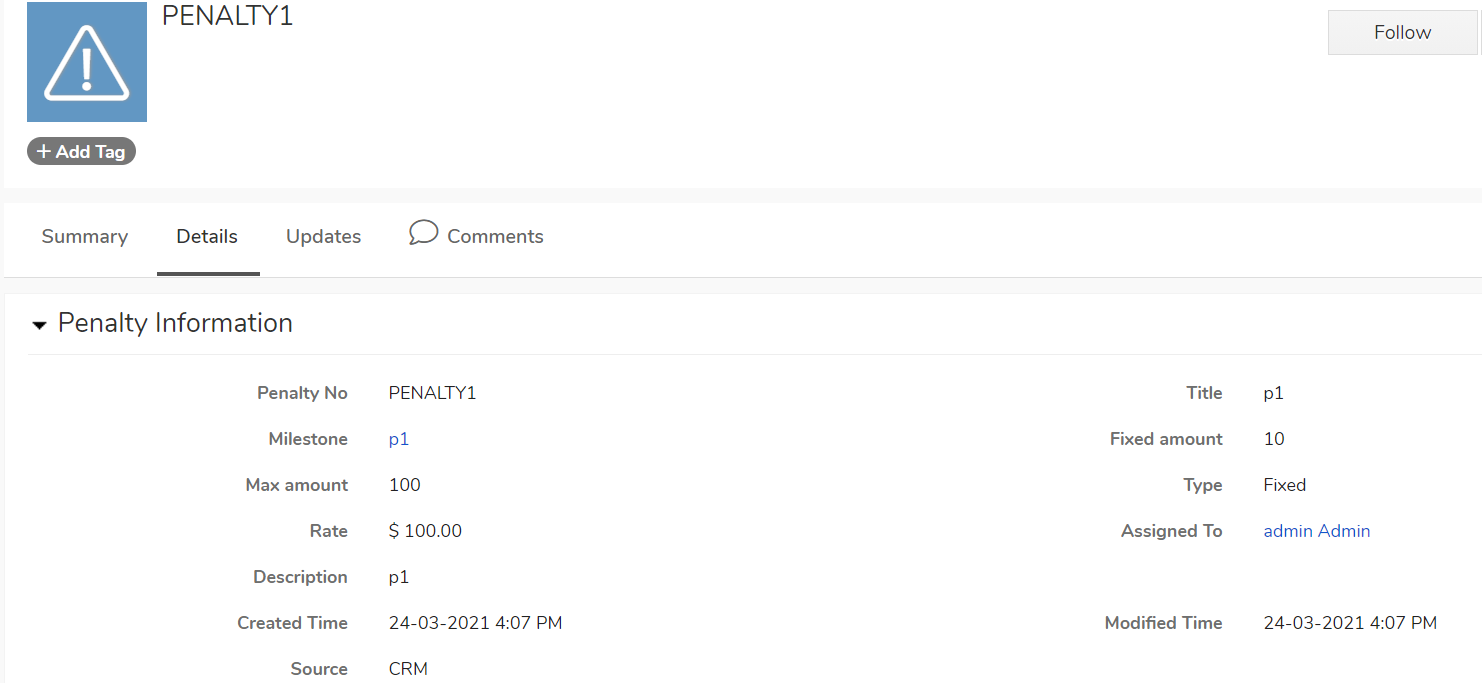 PENALTY1
Follow
+ Add Tag
Summary Details Updates Comments
Penalty Information
Penalty No PENALTY1 Title p1
Milestone p1 Fixed amount 10
Max amount 100 Type Fixed
Rate $ 100.00 Assigned To admin Admin
Description p1
Created Time 24-03-2021 4:07 PM Modified Time 24-03-2021 4:07 PM
Source CRM